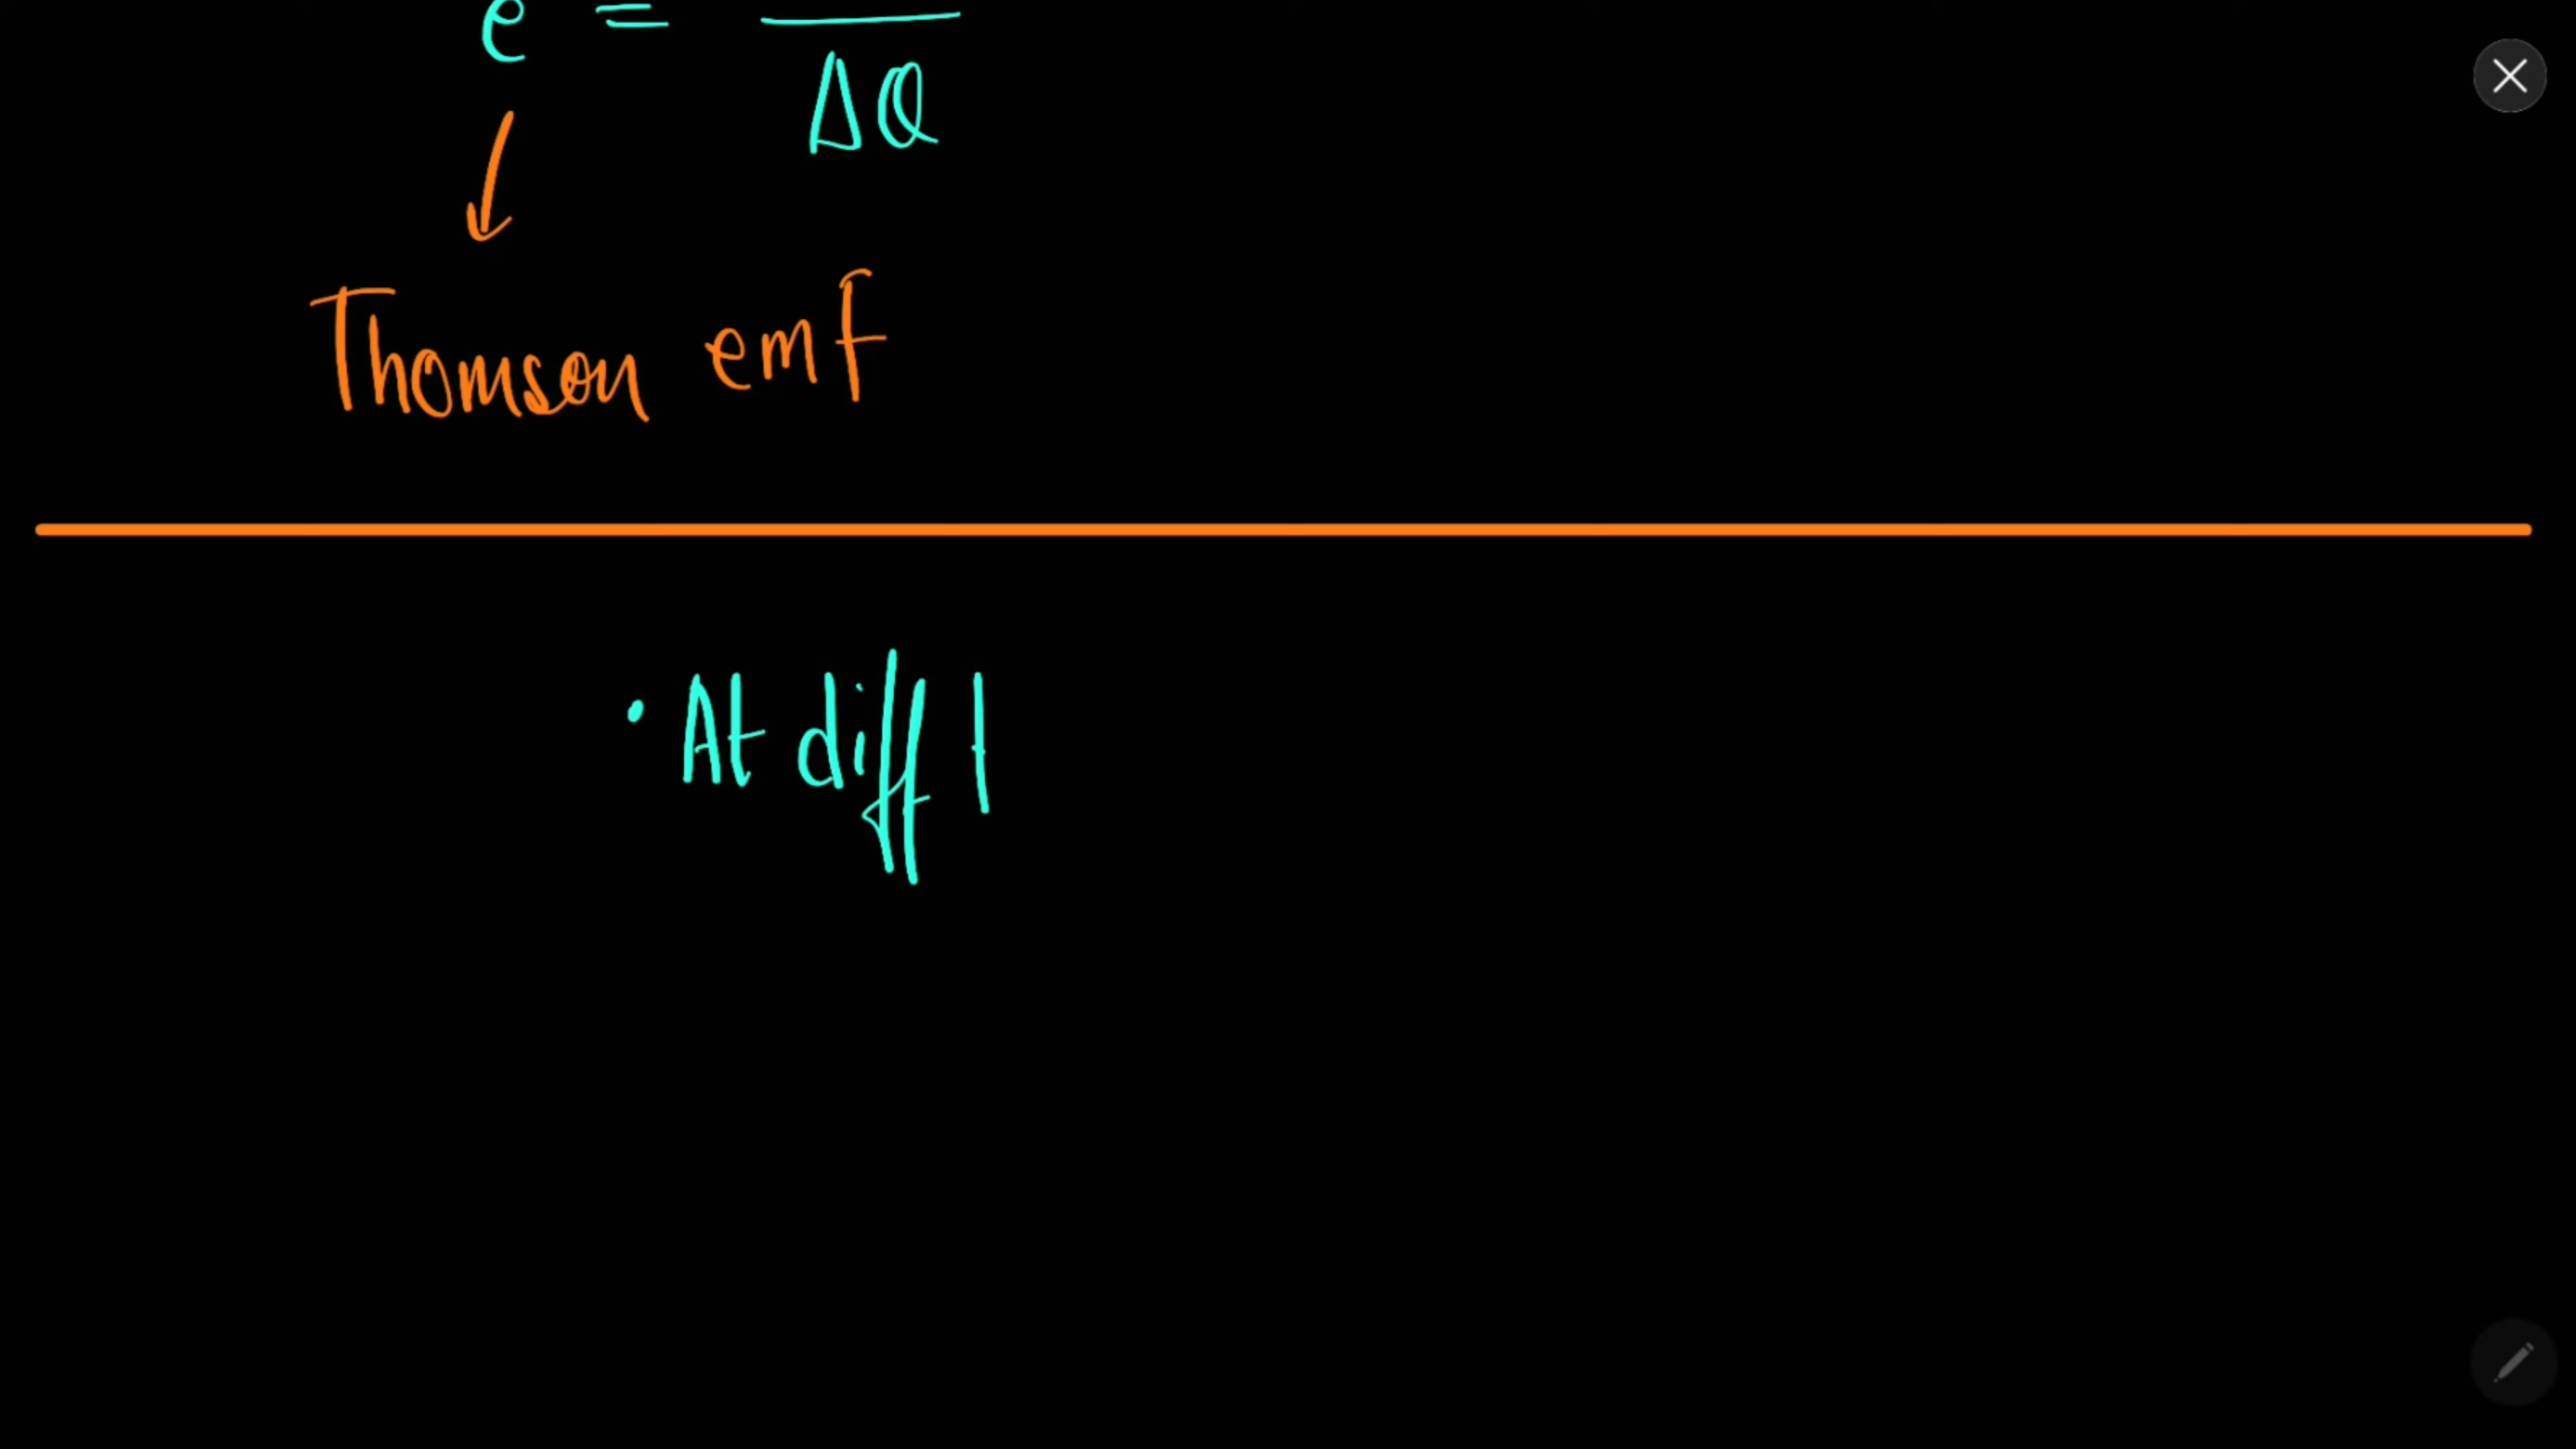 e =
ΔQ
Thomson emf
• At diff